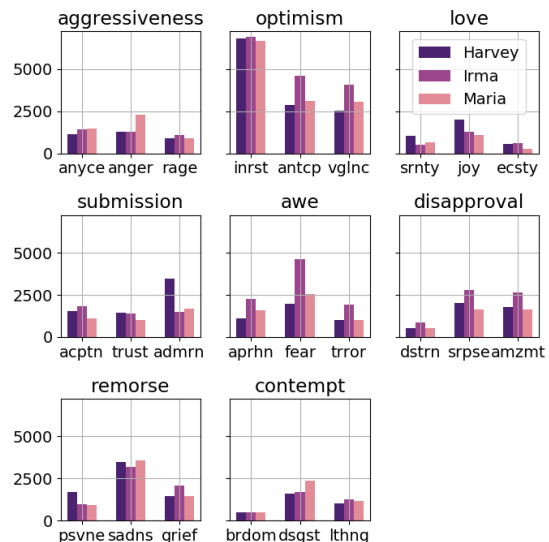 aggressiveness optimism love
5000
2500
0
Harvey
Irma
Maria
anyce anger rage inrst antcp vglnc srnty joy ecsty
submission awe disapproval
5000
2500
0
acptn trust admrn aprhn fear trror dstrn srpse amzmt
remorse contempt
5000
2500
0
psvne sadns grief brdom dsgst lthng